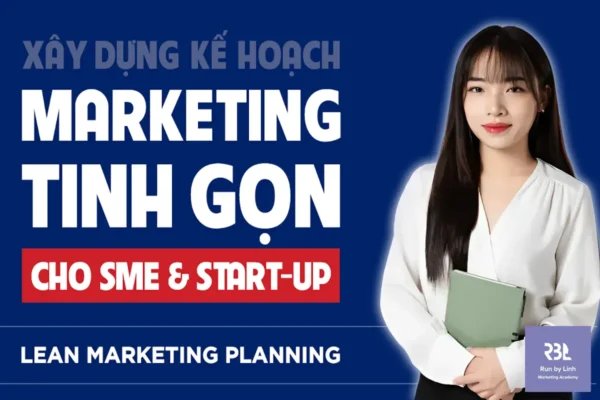 XÂY DỰNG KẾ HOẠCH
MARKETING
TINH GỌN
CHO SME & START-UP
LEAN MARKETING PLANNING
RBL
Run by Linh
Marketing Academy